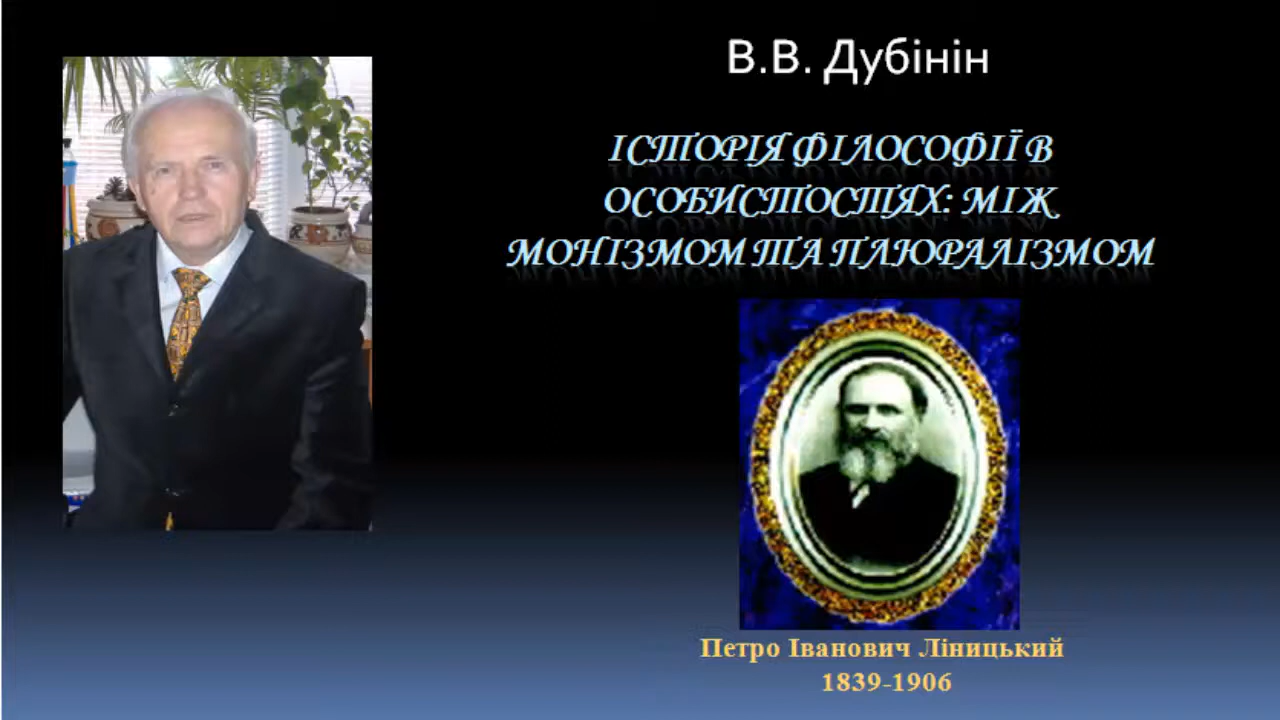 В.В. Дубінін
ІСТОРІЯ ФІЛОСОФІЇ В
ОСОБИСТОСТЯХ: МІЖ
МОНІЗМОМ ТА ПЛЮРАЛІЗМОМ
Петро Іванович Ліницький
1839-1906